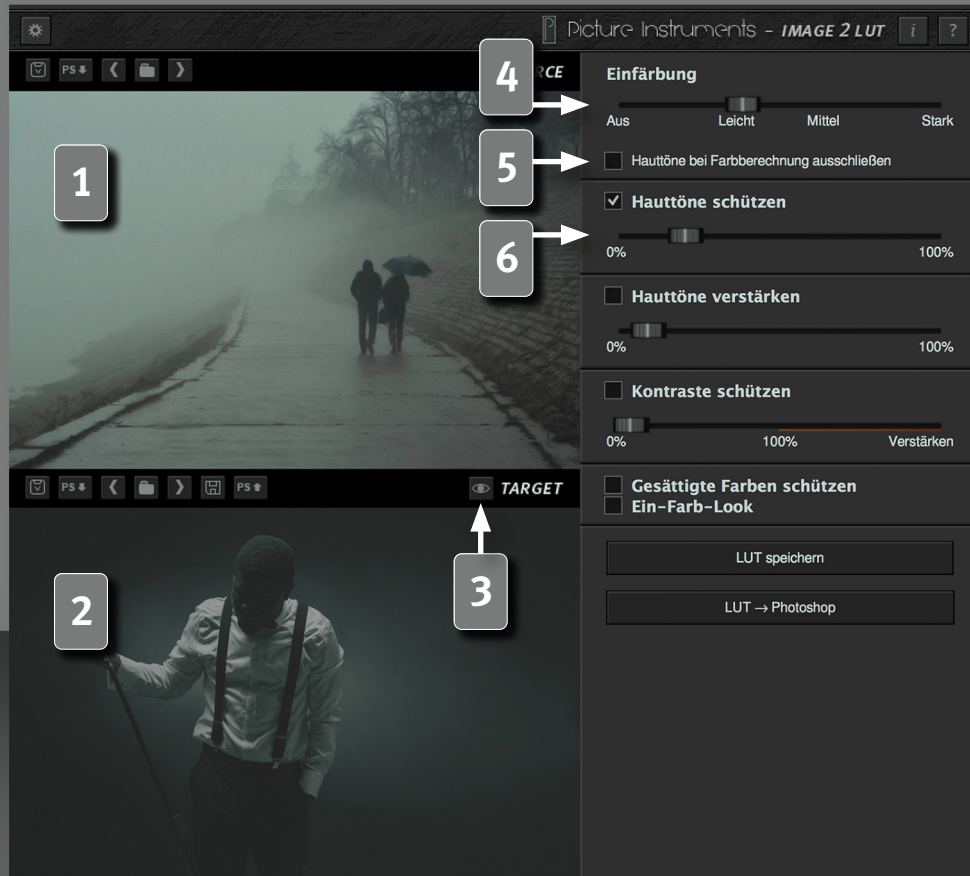 Picture Instruments – IMAGE 2 LUT i ?
PS
RCE
4
Einfärbung
Aus Leicht Mittel Stark
5
Hauttöne bei Farbberechnung ausschließen
1
Hauttöne schützen
6
0% 100%
Hauttöne verstärken
0% 100%
Kontraste schützen
0% 100% Verstärken
PS PS TARGET
Gesättigte Farben schützen
Ein-Farb-Look
LUT speichern
3
2
LUT → Photoshop